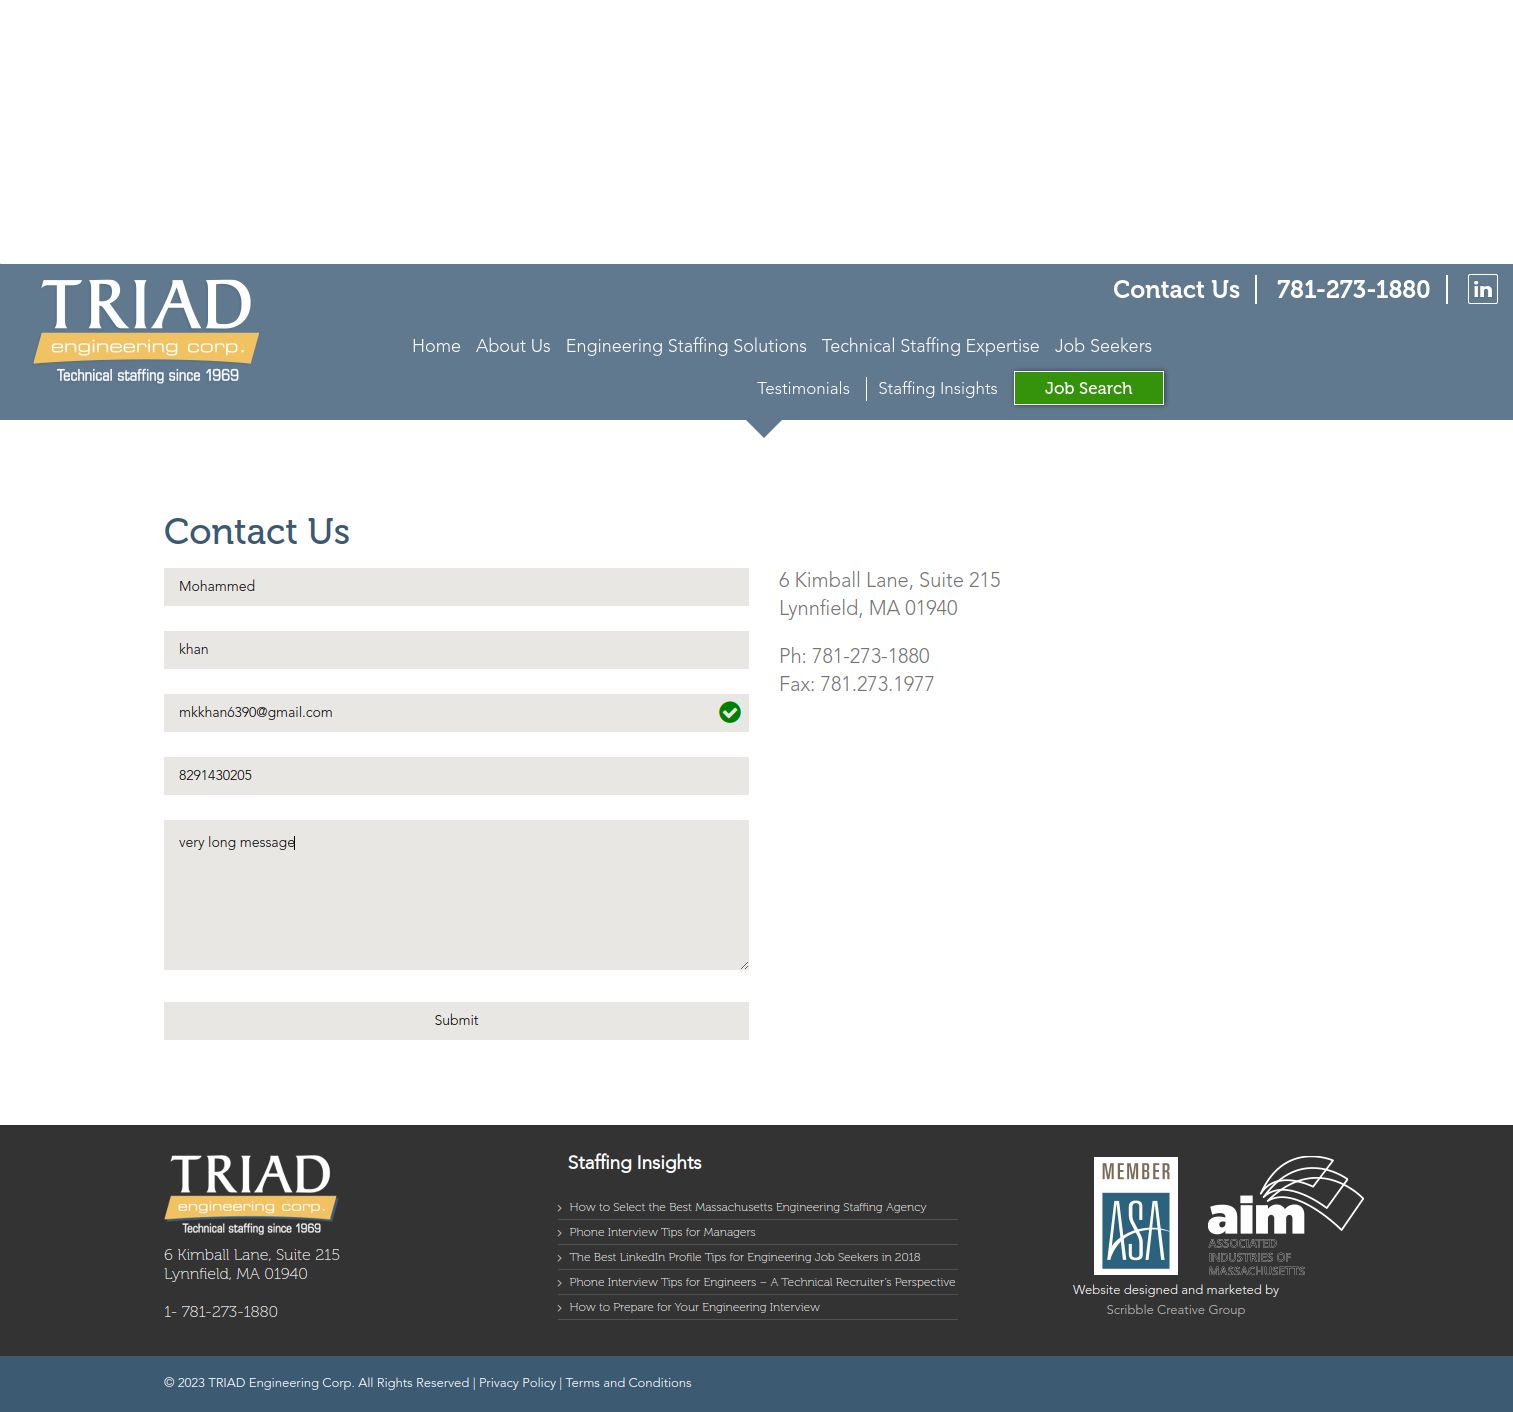 TRIAD
engineering corp.
Technical staffing since 1969
Contact Us
781-273-1880
in
Home About Us Engineering Staffing Solutions Technical Staffing Expertise Job Seekers
Testimonials Staffing Insights Job Search
Contact Us
Mohammed
khan
mkkhan6390@gmail.com
8291430205
very long message
Submit
6 Kimball Lane, Suite 215
Lynnfield, MA 01940
Ph: 781-273-1880
Fax: 781.273.1977
TRIAD
engineering corp.
Technical staffing since 1969
6 Kimball Lane, Suite 215
Lynnfield, MA 01940
1- 781-273-1880
Staffing Insights
How to Select the Best Massachusetts Engineering Staffing Agency
Phone Interview Tips for Managers
The Best LinkedIn Profile Tips for Engineering Job Seekers in 2018
Phone Interview Tips for Engineers – A Technical Recruiter’s Perspective
How to Prepare for Your Engineering Interview
MEMBER
ASA
aim
ASSOCIATED
INDUSTRIES OF
MASSACHUSETTS
Website designed and marketed by
Scribble Creative Group
© 2023 TRIAD Engineering Corp. All Rights Reserved | Privacy Policy | Terms and Conditions